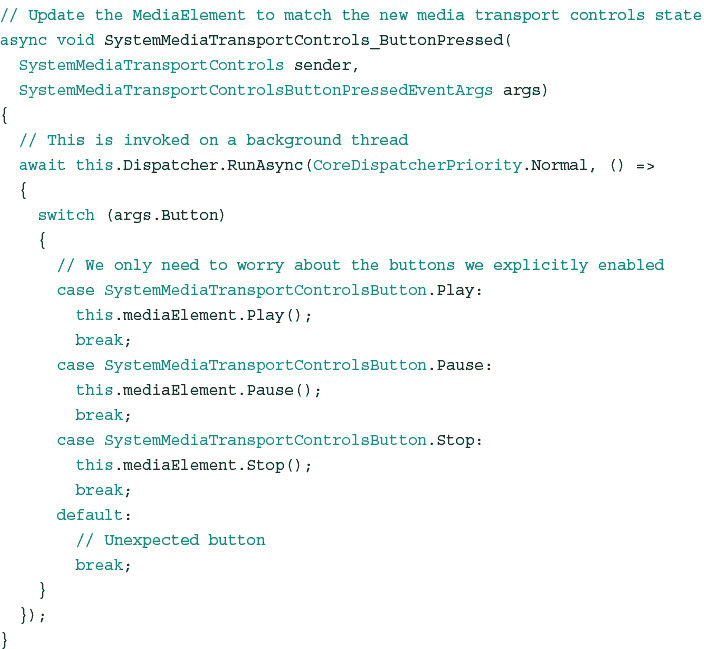 // Update the MediaElement to match the new media transport controls state
async void SystemMediaTransportControls_ButtonPressed(
  SystemMediaTransportControls sender,
  SystemMediaTransportControlsButtonPressedEventArgs args)
{
  // This is invoked on a background thread
  await this.Dispatcher.RunAsync(CoreDispatcherPriority.Normal, () =>
  {
    switch (args.Button)
    {
      // We only need to worry about the buttons we explicitly enabled
      case SystemMediaTransportControlsButton.Play:
        this.mediaElement.Play();
        break;
      case SystemMediaTransportControlsButton.Pause:
        this.mediaElement.Pause();
        break;
      case SystemMediaTransportControlsButton.Stop:
        this.mediaElement.Stop();
        break;
      default:
        // Unexpected button
        break;
    }
  });
}